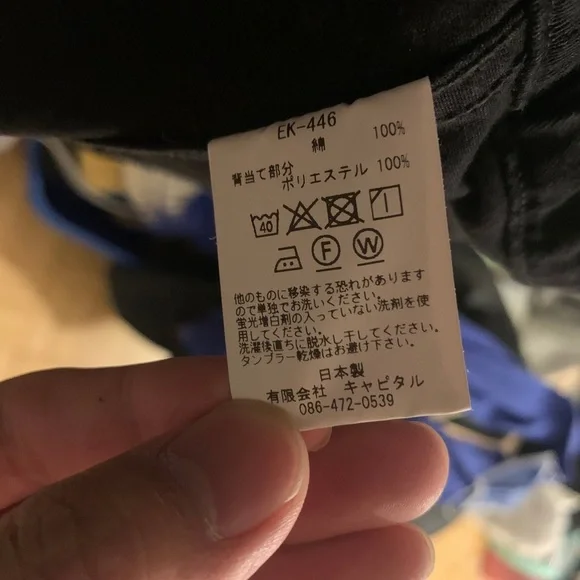 EK-446
綿 100%
背当て部分
ポリエステル 100%
40
F W
他のものに移染する恐れがあります
ので単独でお洗いください。
蛍光増白剤の入っていない洗剤を使
用してください。
洗濯後直ちに脱水し干してください。
タンブラー乾燥はお避け下さい。
日本製
有限会社 キャピタル
086-472-0539